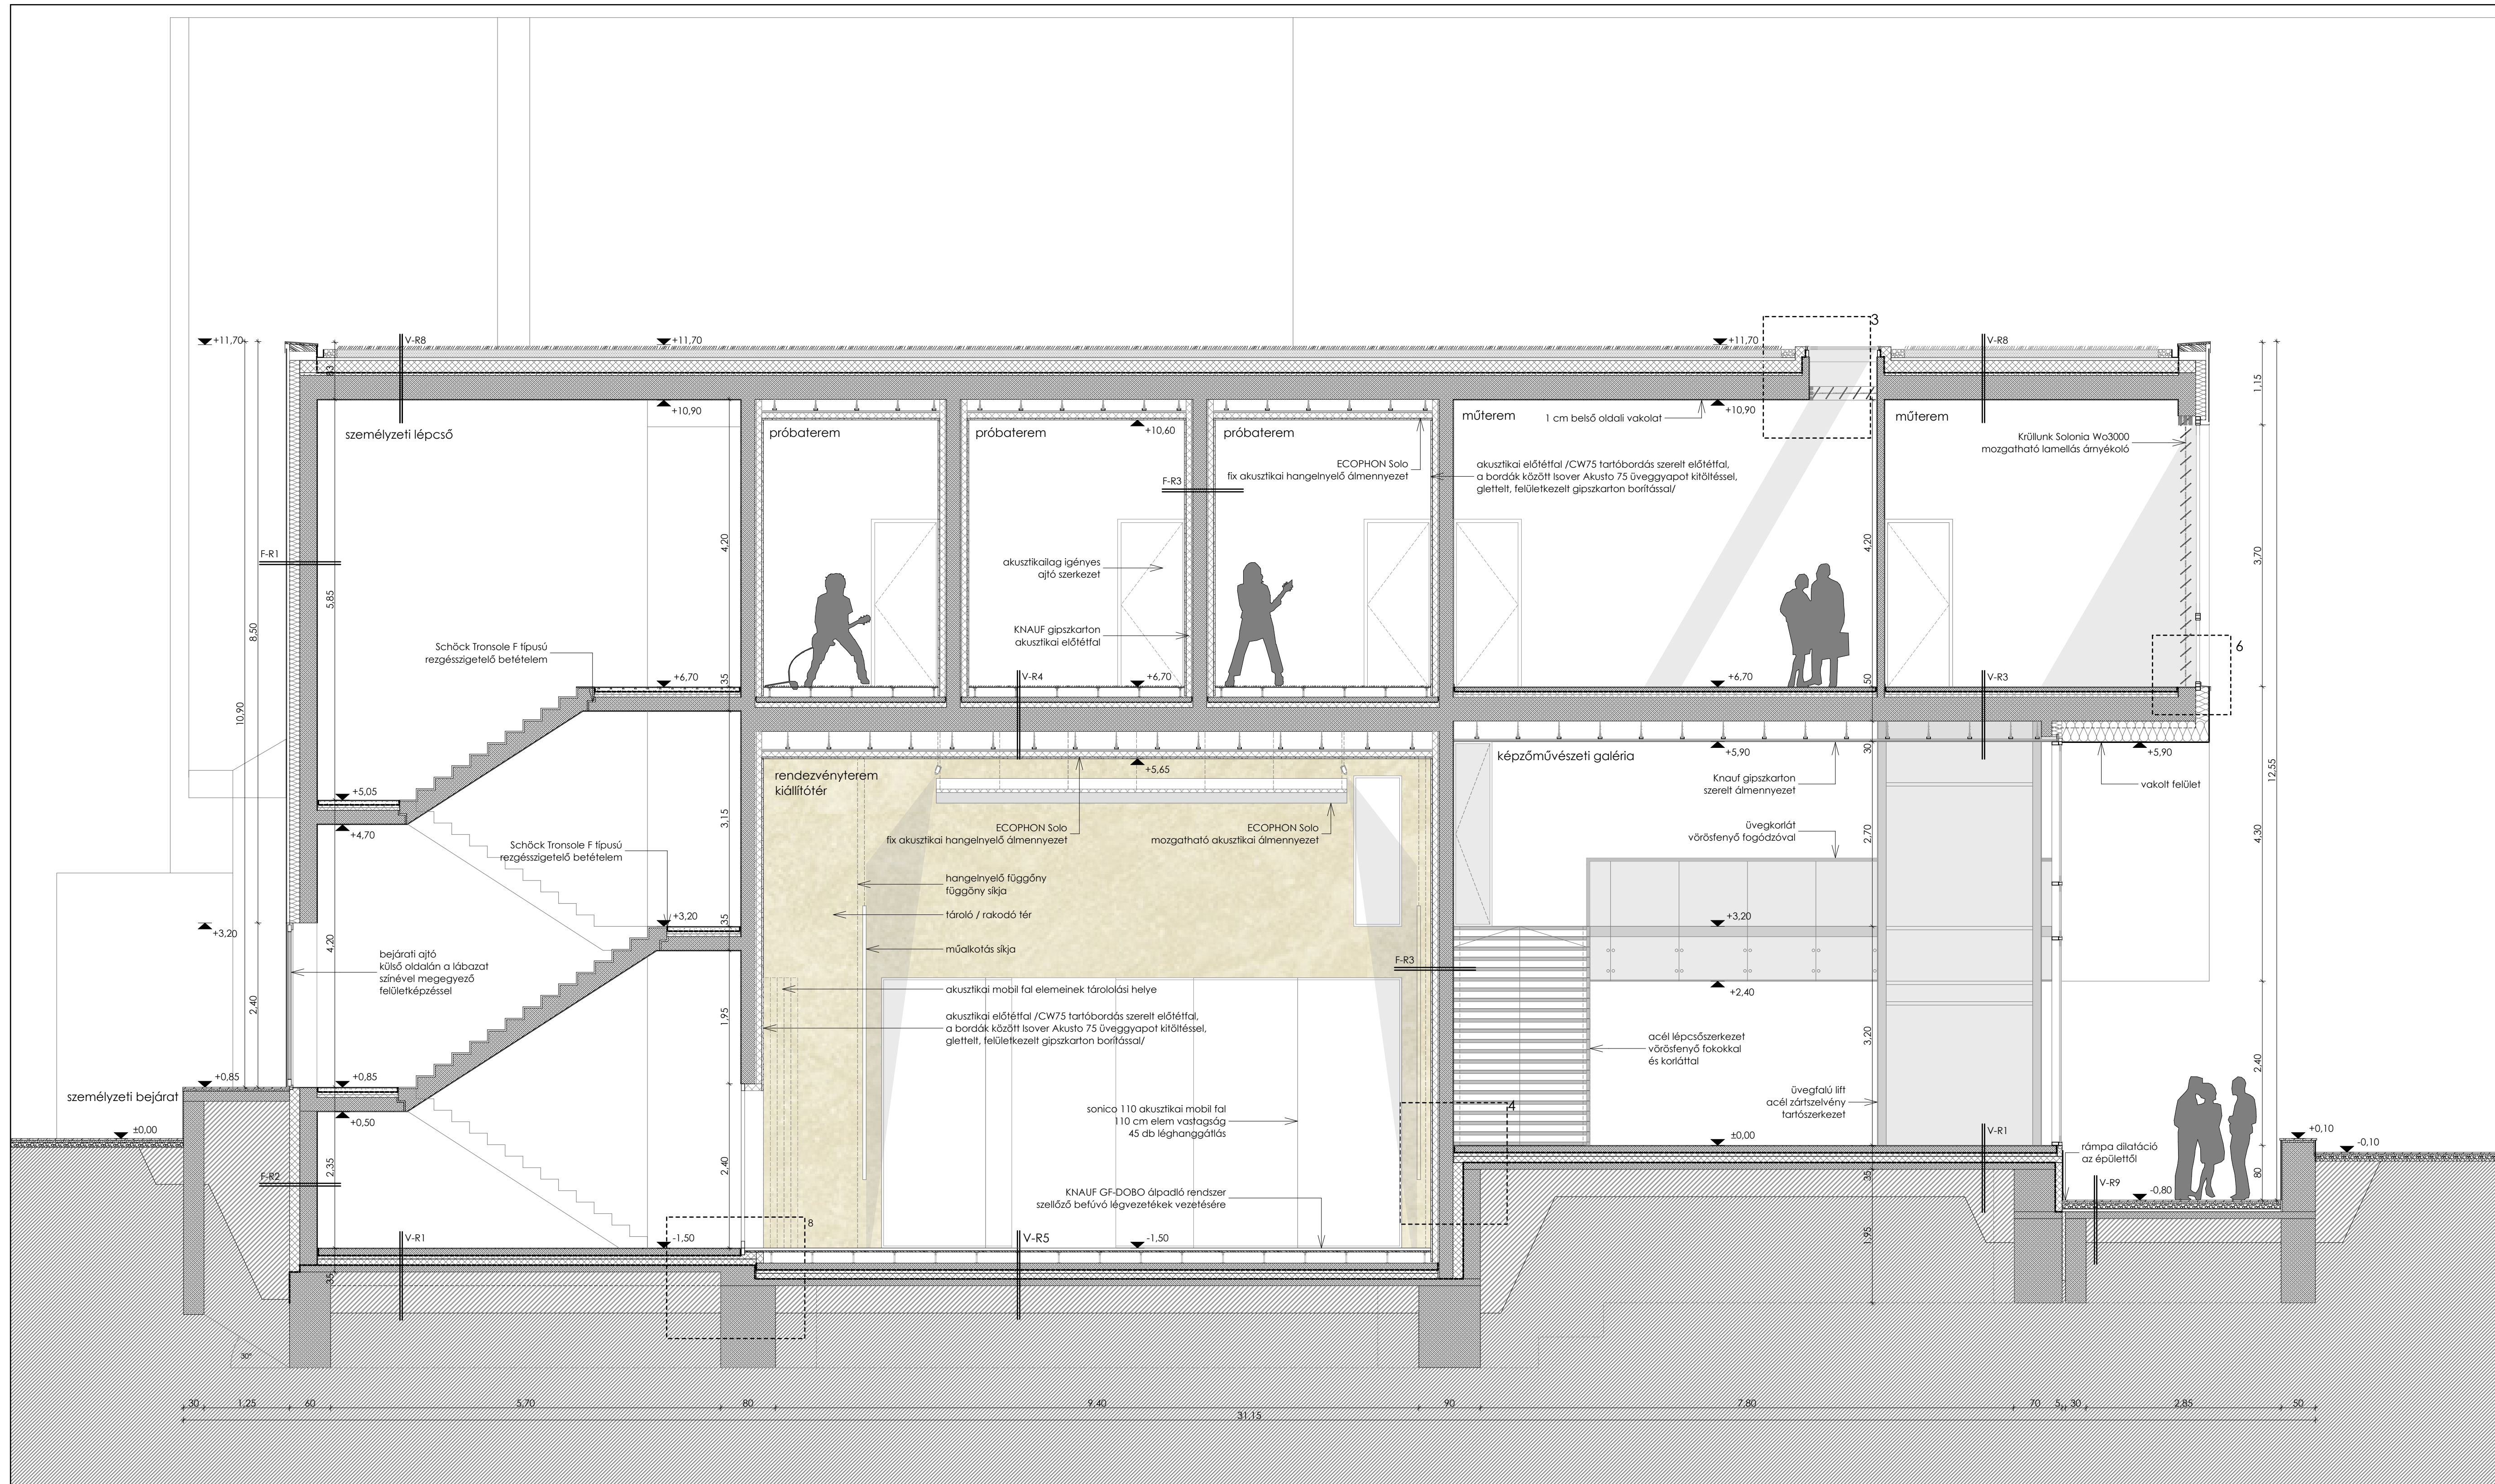 3
+11,70
V-R8
+11,70
+11,70
V-R8
83
1,15
+10,90
+10,90
személyzeti lépcső
próbaterem
próbaterem
+10,60
próbaterem
műterem
1 cm belső oldali vakolat
műterem
Krüllunk Solonia Wo3000
mozgatható lamellás árnyékoló
ECOPHON Solo
fix akusztikai hangelnyelő álmennyezet
akusztikai előtétfal /CW75 tartóbordás szerelt előtétfal,
a bordák között Isover Akusto 75 üveggyapot kitöltéssel,
glettelt, felületkezelt gipszkarton borítással/
F-R3
F-R1
4,20
4,20
3,70
5,85
8,50
10,90
akusztikailag igényes
ajtó szerkezet
KNAUF gipszkarton
akusztikai előtétfal
Schöck Tronsole F típusú
rezgésszigetelő betételem
6
+6,70
35
V-R4
+6,70
+6,70
50
V-R3
+5,90
30
+5,90
képzőművészeti galéria
12,55
+5,65
rendezvényterem
kiállítótér
Knauf gipszkarton
szerelt álmennyezet
vakolt felület
+5,05
+4,70
3,15
ECOPHON Solo
fix akusztikai hangelnyelő álmennyezet
ECOPHON Solo
mozgatható akusztikai álmennyezet
üvegkorlát
vörösfenyő fogódzóval
2,70
4,30
Schöck Tronsole F típusú
rezgésszigetelő betételem
hangelnyelő függőny
függöny síkja
tároló / rakodó tér
+3,20
35
+3,20
+3,20
4,20
műalkotás síkja
F-R3
bejárati ajtó
külső oldalán a lábazat
színével megegyező
felületképzéssel
2,40
akusztikai mobil fal elemeinek tárololási helye
+2,40
1,95
akusztikai előtétfal /CW75 tartóbordás szerelt előtétfal,
a bordák között Isover Akusto 75 üveggyapot kitöltéssel,
glettelt, felületkezelt gipszkarton borítással/
acél lépcsőszerkezet
vörösfenyő fokokkal
és korláttal
3,20
2,40
+0,85
+0,85
személyzeti bejárat
üvegfalú lift
acél zártszelvény
tartószerkezet
4
sonico 110 akusztikai mobil fal
110 cm elem vastagság
45 db léghanggátlás
+0,50
±0,00
±0,00
V-R1
+0,10
-0,10
rámpa dilatáció
az épülettől
2,35
2,40
F-R2
35
80
V-R9
-0,80
KNAUF GF-DOBO álpadló rendszer
szellőző befúvó légvezetékek vezetésére
8
V-R1
-1,50
V-R5
-1,50
1,95
35
30°
30
1,25
60
5,70
80
9,40
90
7,80
70
5
30
2,85
50
31,15